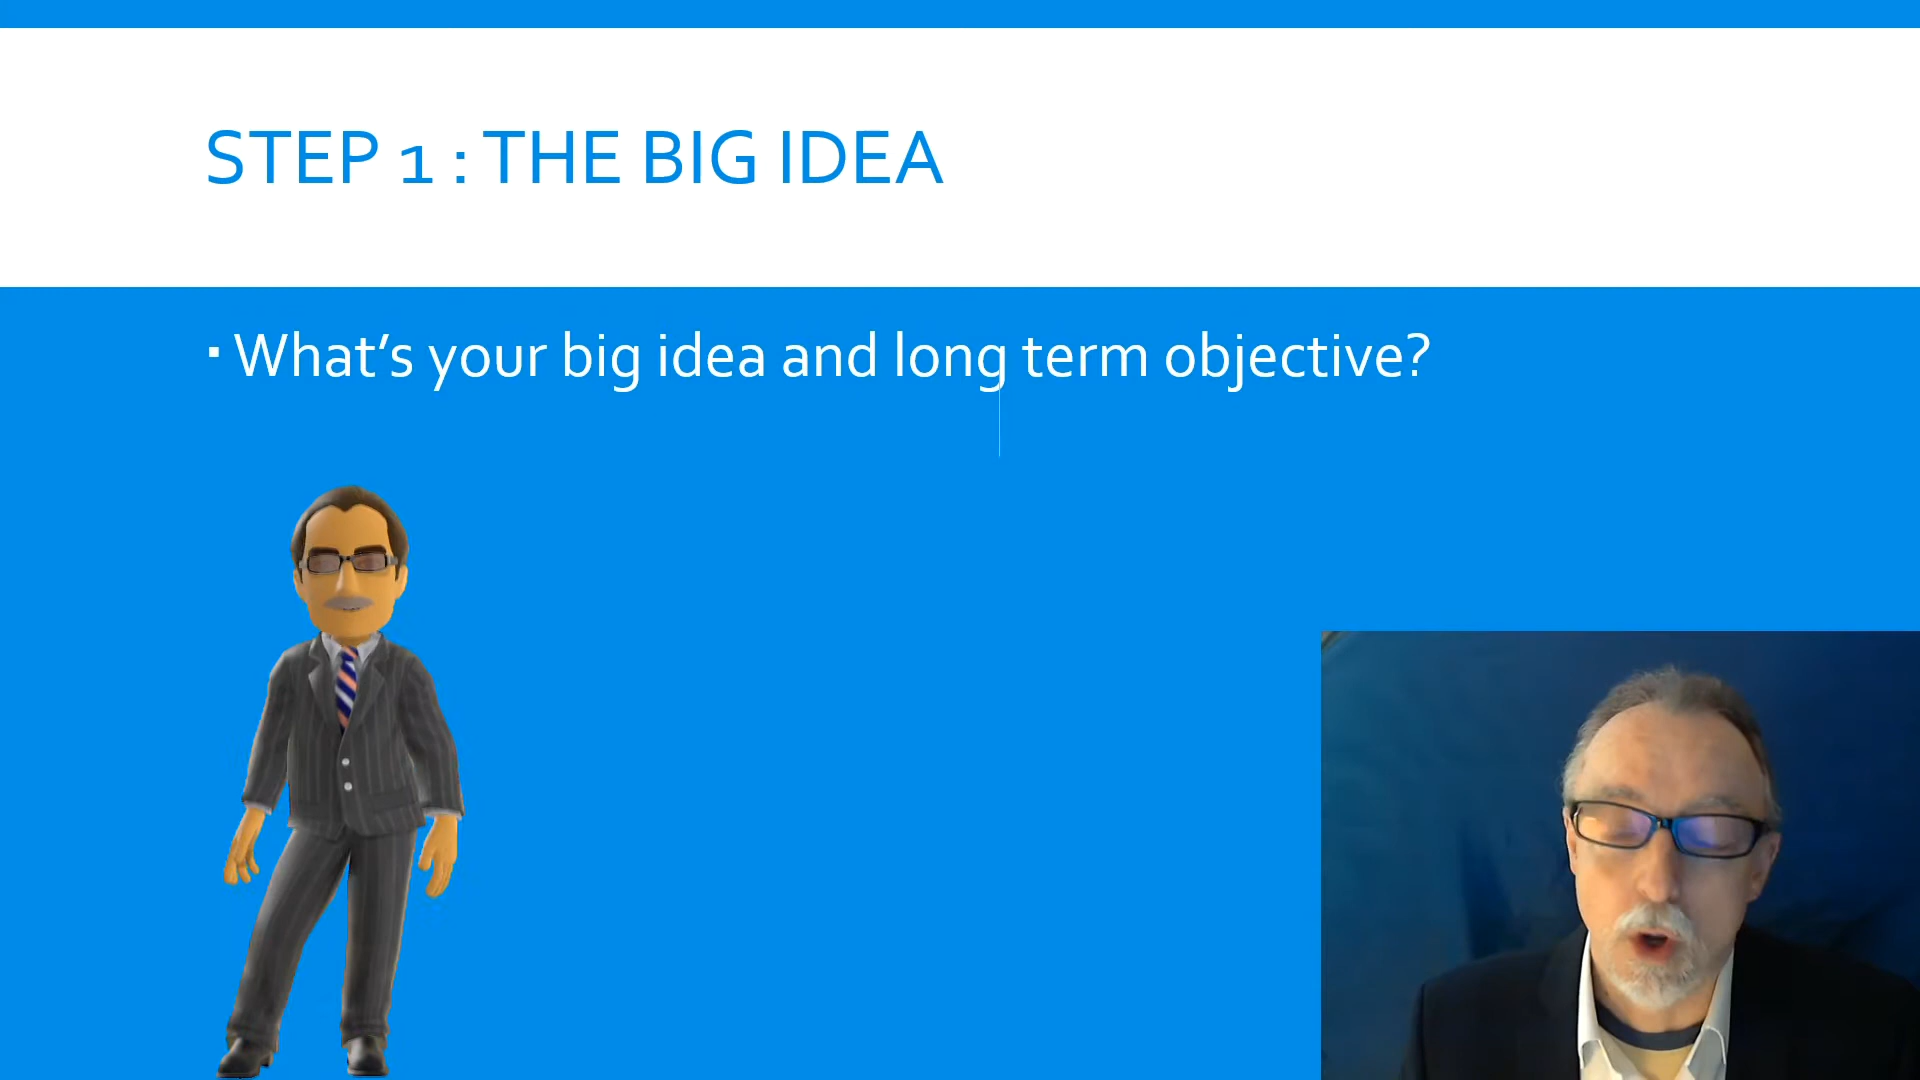 STEP 1 : THE BIG IDEA
▪ What’s your big idea and long term objective?